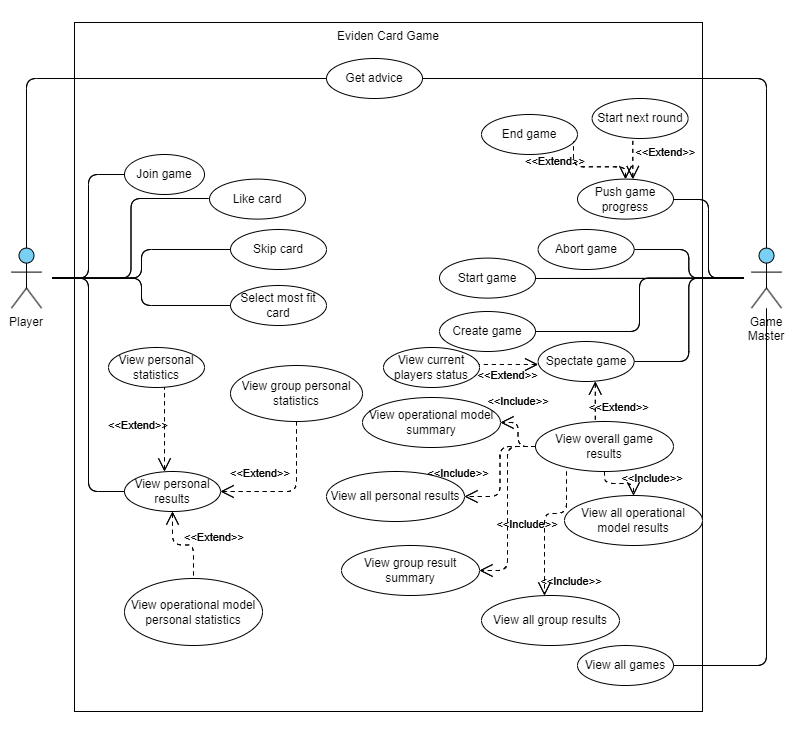 Eviden Card Game
Get advice
Start next round
End game
<<Extend>>
<<Extend>>
Join game
Push game
progress
Like card
Skip card
Abort game
Start game
Select most fit
card
Player
Game
Master
Create game
View personal
statistics
View current
players status
Spectate game
<<Extend>>
View group personal
statistics
<<Include>>
<<Extend>>
View operational model
summary
<<Extend>>
View overall game
results
<<Extend>>
<<Include>>
<<Include>>
View personal
results
View all personal results
View all operational
model results
<<Include>>
<<Extend>>
View group result
summary
<<Include>>
View operational model
personal statistics
View all group results
View all games